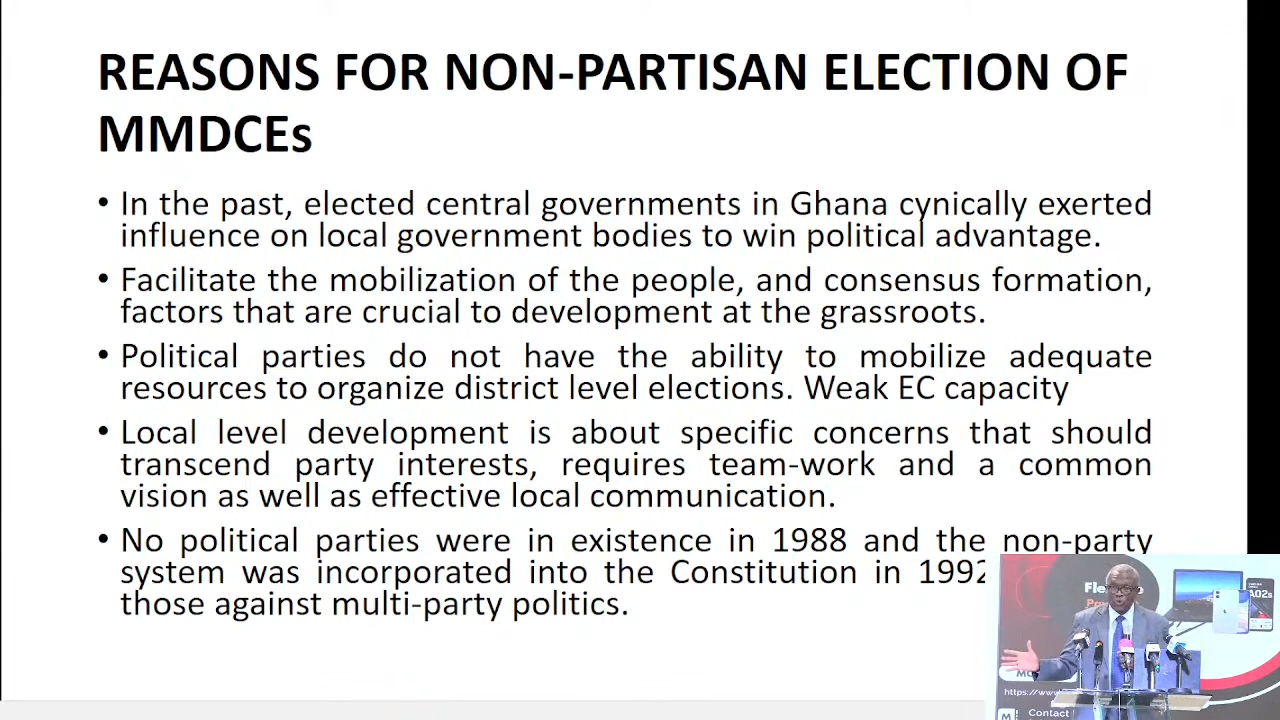 REASONS FOR NON-PARTISAN ELECTION OF
MMDCEs
• In the past, elected central governments in Ghana cynically exerted
influence on local government bodies to win political advantage.
• Facilitate the mobilization of the people, and consensus formation,
factors that are crucial to development at the grassroots.
• Political parties do not have the ability to mobilize adequate
resources to organize district level elections. Weak EC capacity
• Local level development is about specific concerns that should
transcend party interests, requires team-work and a common
vision as well as effective local communication.
• No political parties were in existence in 1988 and the non-party
system was incorporated into the Constitution in 1992
those against multi-party politics.
A02s
https://www
Contact